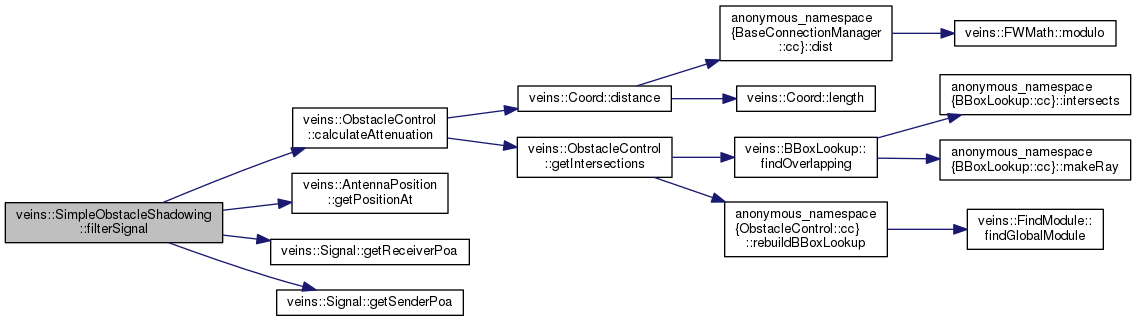 veins::SimpleObstacleShadowing
::filterSignal
veins::ObstacleControl
::calculateAttenuation
veins::AntennaPosition
::getPositionAt
veins::Signal::getReceiverPoa
veins::Signal::getSenderPoa
veins::Coord::distance
veins::ObstacleControl
::getIntersections
anonymous_namespace
{BaseConnectionManager
::cc}::dist
veins::Coord::length
veins::BBoxLookup::
findOverlapping
anonymous_namespace
{ObstacleControl::cc}
::rebuildBBoxLookup
veins::FWMath::modulo
anonymous_namespace
{BBoxLookup::cc}::intersects
anonymous_namespace
{BBoxLookup::cc}::makeRay
veins::FindModule::
findGlobalModule